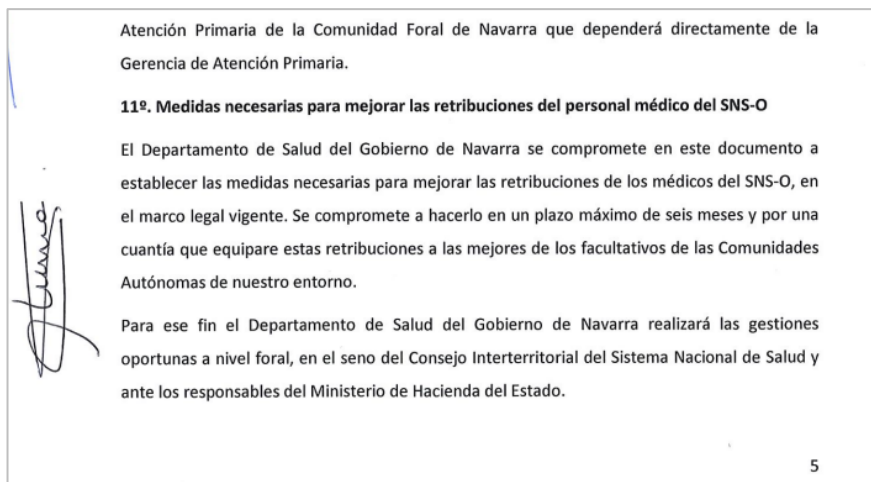 Atención Primaria de la Comunidad Foral de Navarra que dependerá directamente de la
Gerencia de Atención Primaria.
11º. Medidas necesarias para mejorar las retribuciones del personal médico del SNS-O
El Departamento de Salud del Gobierno de Navarra se compromete en este documento a
establecer las medidas necesarias para mejorar las retribuciones de los médicos del SNS-O, en
el marco legal vigente. Se compromete a hacerlo en un plazo máximo de seis meses y por una
cuantía que equipare estas retribuciones a las mejores de los facultativos de las Comunidades
Autónomas de nuestro entorno.
Para ese fin el Departamento de Salud del Gobierno de Navarra realizará las gestiones
oportunas a nivel foral, en el seno del Consejo Interterritorial del Sistema Nacional de Salud y
ante los responsables del Ministerio de Hacienda del Estado.
5